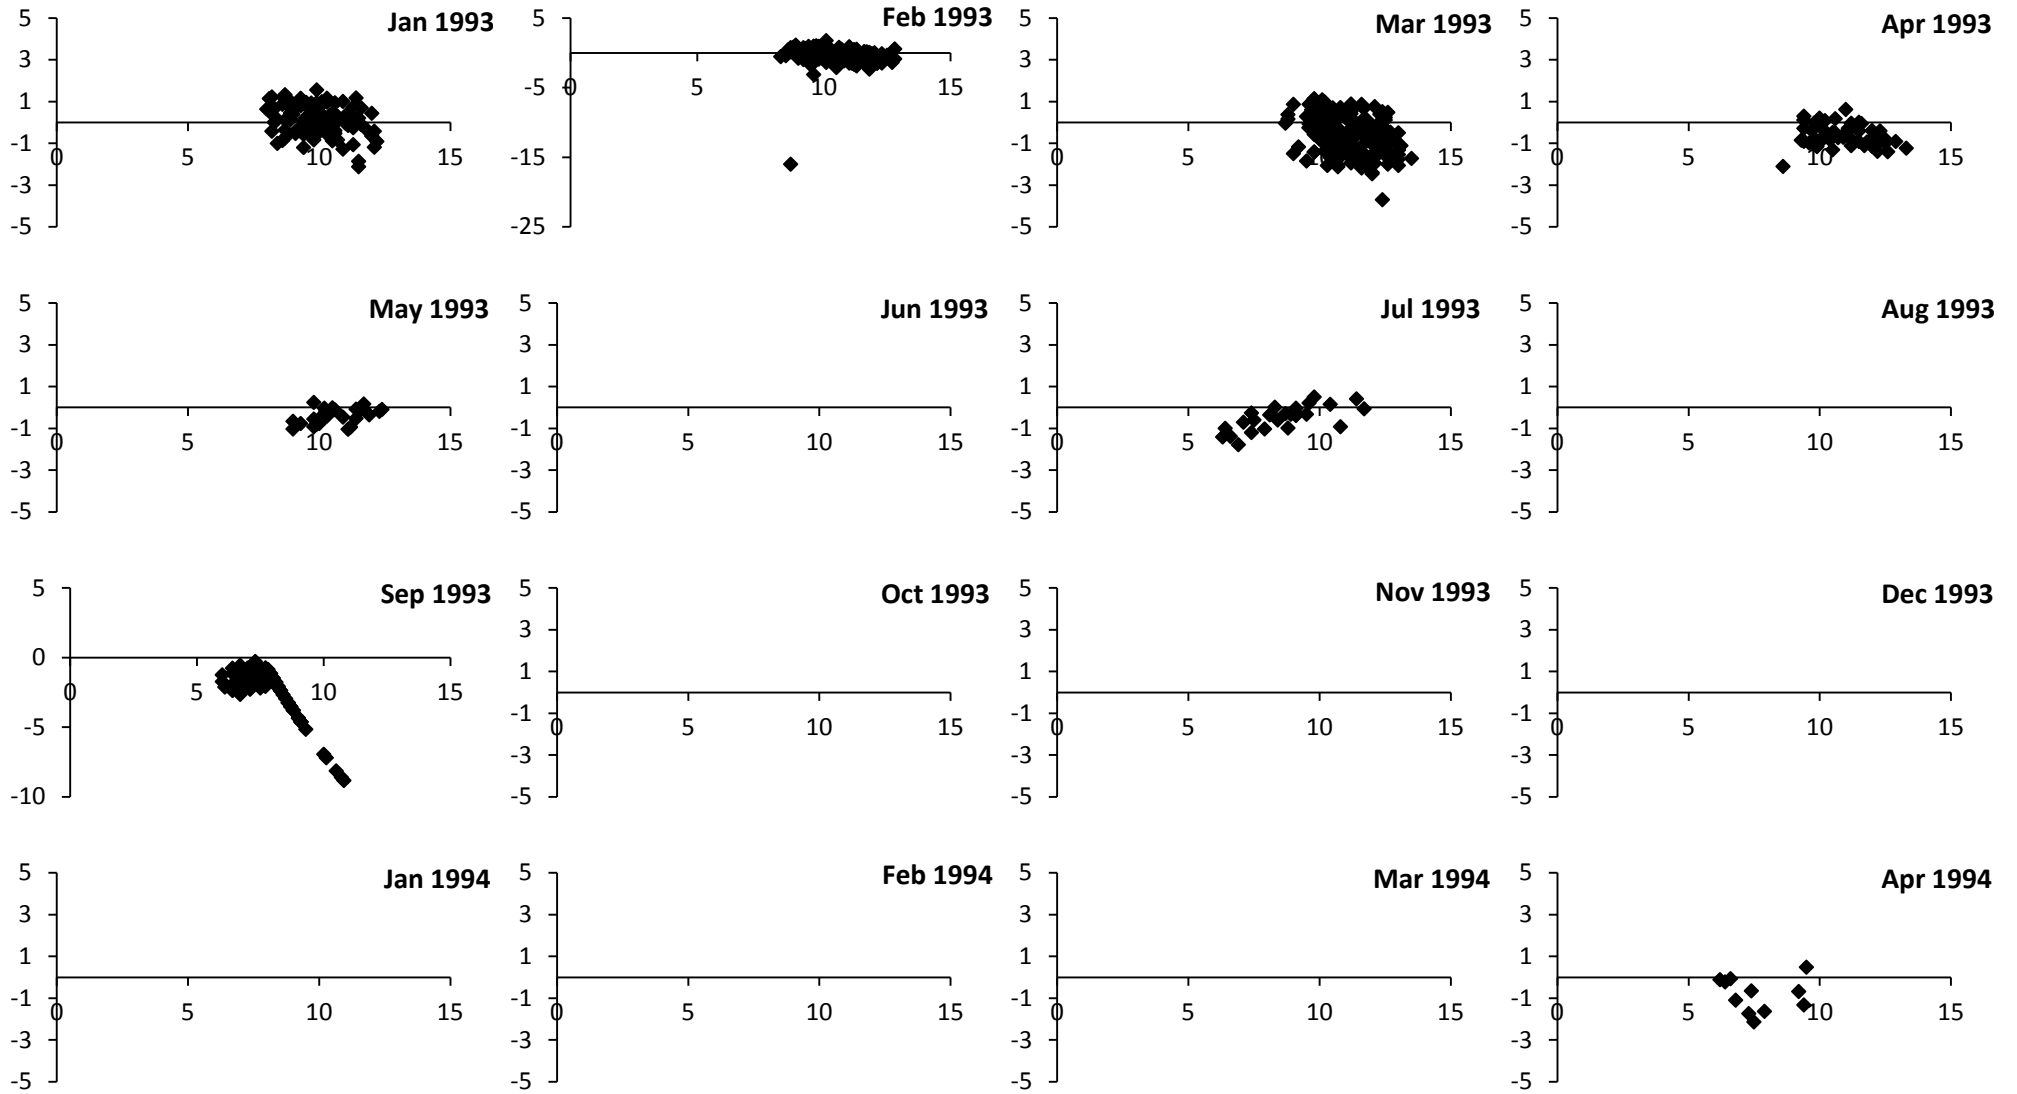 Jan 1993
5
3
1
-1
-3
-5
0 5 10 15
Feb 1993
5
-5
-15
-25
0 5 10 15
Mar 1993
5
3
1
-1
-3
-5
0 5 10 15
Apr 1993
5
3
1
-1
-3
-5
0 5 10 15
May 1993
5
3
1
-1
-3
-5
0 5 10 15
Jun 1993
5
3
1
-1
-3
-5
0 5 10 15
Jul 1993
5
3
1
-1
-3
-5
0 5 10 15
Aug 1993
5
3
1
-1
-3
-5
0 5 10 15
Sep 1993
5
0
-5
-10
0 5 10 15
Oct 1993
5
3
1
-1
-3
-5
0 5 10 15
Nov 1993
5
3
1
-1
-3
-5
0 5 10 15
Dec 1993
5
3
1
-1
-3
-5
0 5 10 15
Jan 1994
5
3
1
-1
-3
-5
0 5 10 15
Feb 1994
5
3
1
-1
-3
-5
0 5 10 15
Mar 1994
5
3
1
-1
-3
-5
0 5 10 15
Apr 1994
5
3
1
-1
-3
-5
0 5 10 15